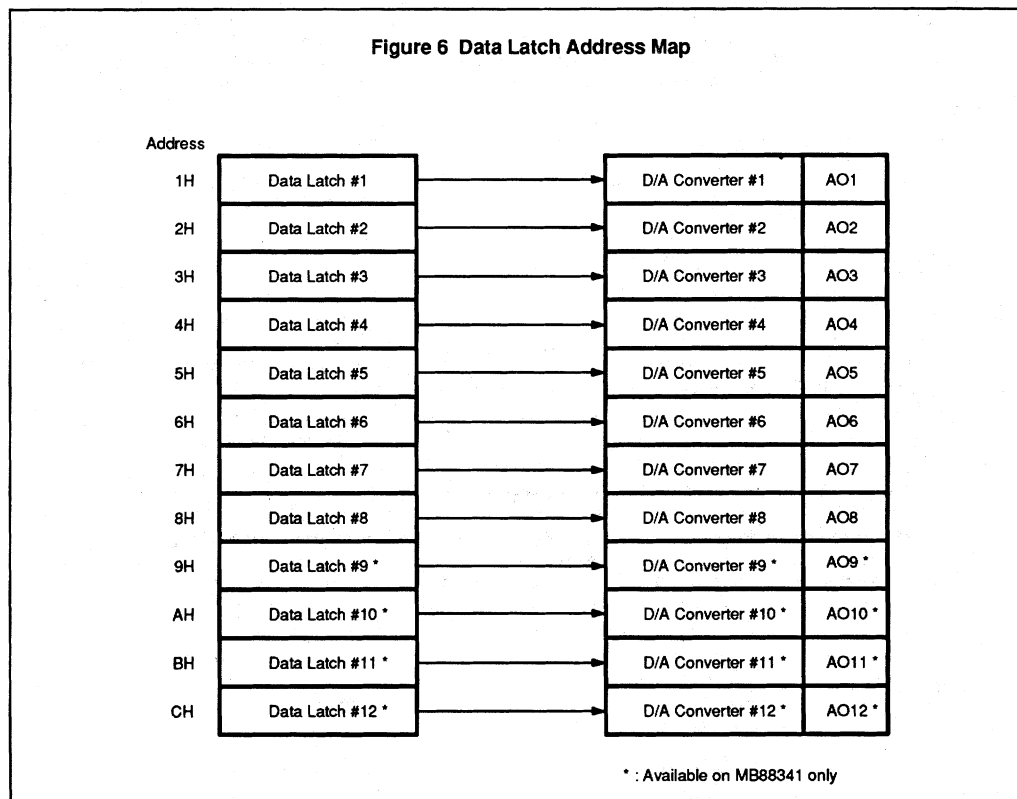 Figure 6 Data Latch Address Map
Address
1H Data Latch #1 D/A Converter #1 AO1
2H Data Latch #2 D/A Converter #2 AO2
3H Data Latch #3 D/A Converter #3 AO3
4H Data Latch #4 D/A Converter #4 AO4
5H Data Latch #5 D/A Converter #5 AO5
6H Data Latch #6 D/A Converter #6 AO6
7H Data Latch #7 D/A Converter #7 AO7
8H Data Latch #8 D/A Converter #8 AO8
9H Data Latch #9 * D/A Converter #9 * AO9 *
AH Data Latch #10 * D/A Converter #10 * AO10 *
BH Data Latch #11 * D/A Converter #11 * AO11 *
CH Data Latch #12 * D/A Converter #12 * AO12 *
* : Available on MB88341 only